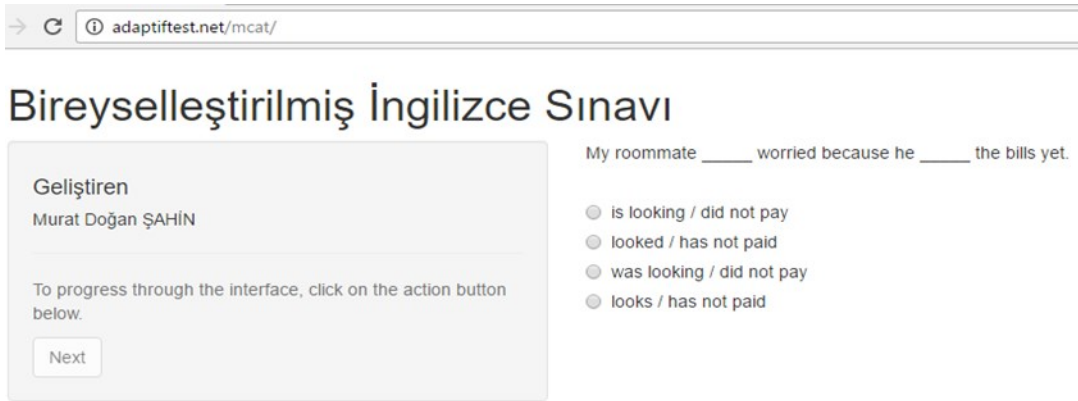 adaptiftest.net/mcat/
Bireyselleştirilmiş İngilizce Sınavı
Geliştiren
Murat Doğan ŞAHİN
To progress through the interface, click on the action button
below.
Next
My roommate _____ worried because he _____ the bills yet.
is looking / did not pay
looked / has not paid
was looking / did not pay
looks / has not paid